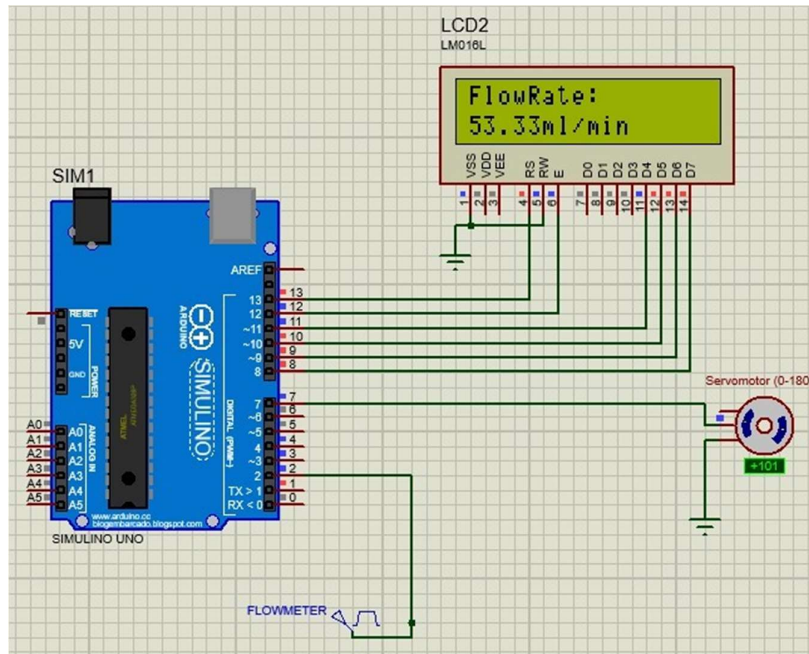 LCD2
LM016L
FlowRate:
53.33ml/min
VSS
VDD
VEE
RS
RW
E
D0
D1
D2
D3
D4
D5
D6
D7
1
2
3
4
5
6
7
8
9
10
11
12
13
14
SIM1
AREF
RESET
5V
POWER
GND
ARDUINO
SIMULINO
ATMEL
DIGITAL (PWM~)
ANALOG IN
13 13
12 12
~11 11
~10 10
~9 9
8 8
7 7
~6 6
~5 5
4 4
~3 3
2 2
TX > 1 1
RX < 0 0
A0 A0
A1 A1
A2 A2
A3 A3
A4 A4
A5 A5
www.arduino.cc
blogembarcado.blogspot.com
SIMULINO UNO
Servomotor (0-180
+101
FLOWMETER